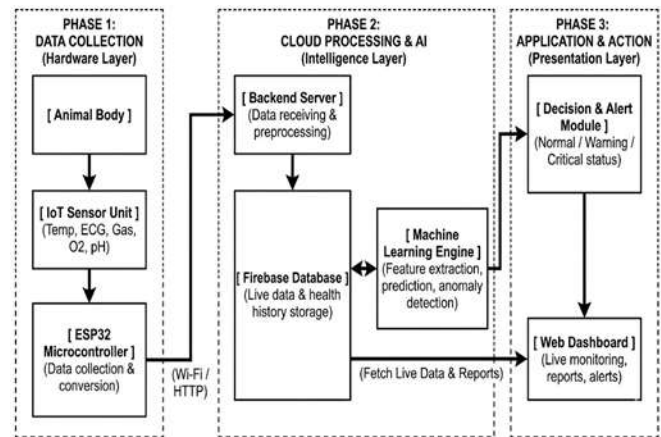 PHASE 1:
DATA COLLECTION
(Hardware Layer)
[ Animal Body ]
[ IoT Sensor Unit ]
(Temp, ECG, Gas,
O2, pH)
[ ESP32
Microcontroller ]
(Data collection &
conversion)
(Wi-Fi /
HTTP)
PHASE 2:
CLOUD PROCESSING & AI
(Intelligence Layer)
[ Backend Server ]
(Data receiving &
preprocessing)
[ Firebase Database ]
(Live data & health
history storage)
[ Machine
Learning Engine ]
(Feature extraction,
prediction, anomaly
detection)
(Fetch Live Data & Reports)
PHASE 3:
APPLICATION & ACTION
(Presentation Layer)
[ Decision & Alert
Module ]
(Normal / Warning /
Critical status)
[ Web Dashboard ]
(Live monitoring,
reports, alerts)